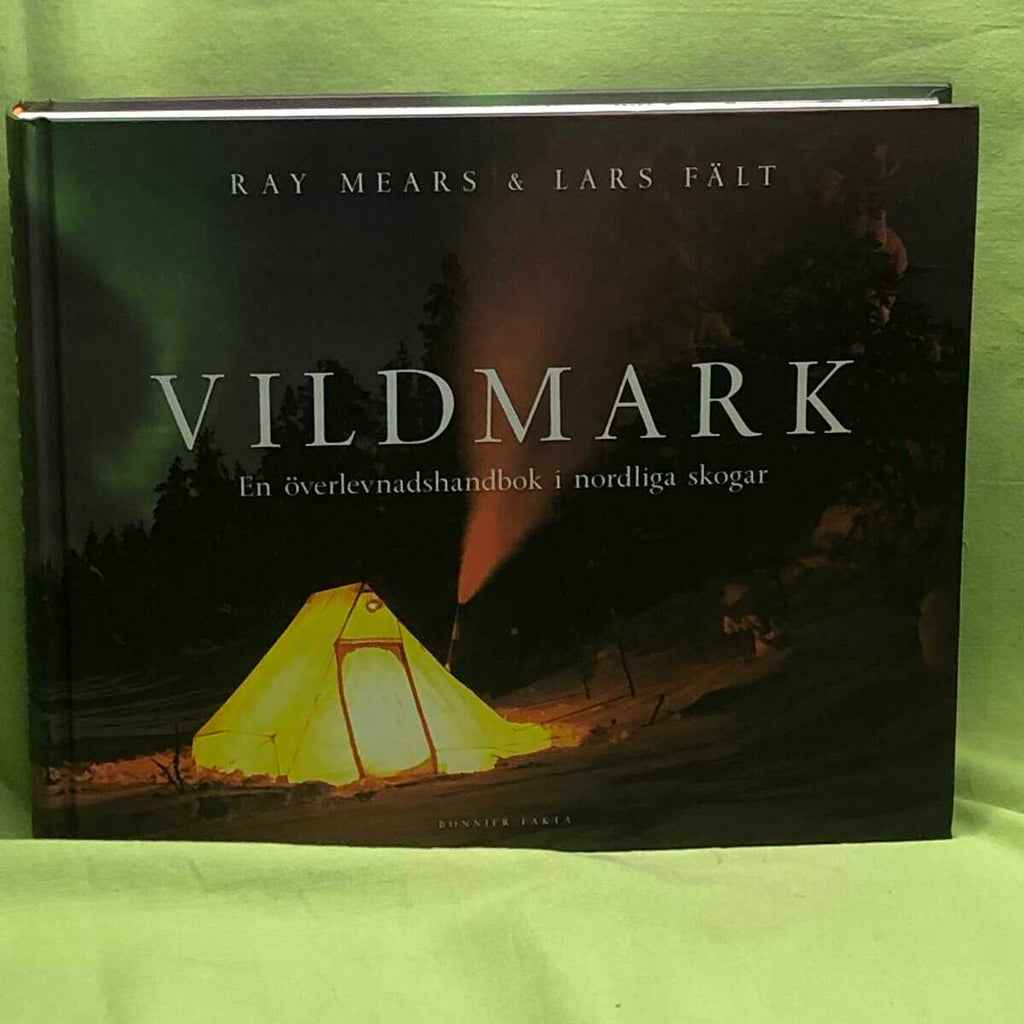 RAY MEARS & LARS FÄLT
VILDMARK
En överlevnadshandbok i nordliga skogar
BONNIER FAKTA